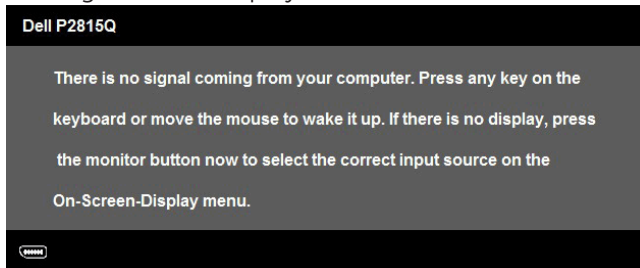 Dell P2815Q
There is no signal coming from your computer. Press any key on the
keyboard or move the mouse to wake it up. If there is no display, press
the monitor button now to select the correct input source on the
On-Screen-Display menu.